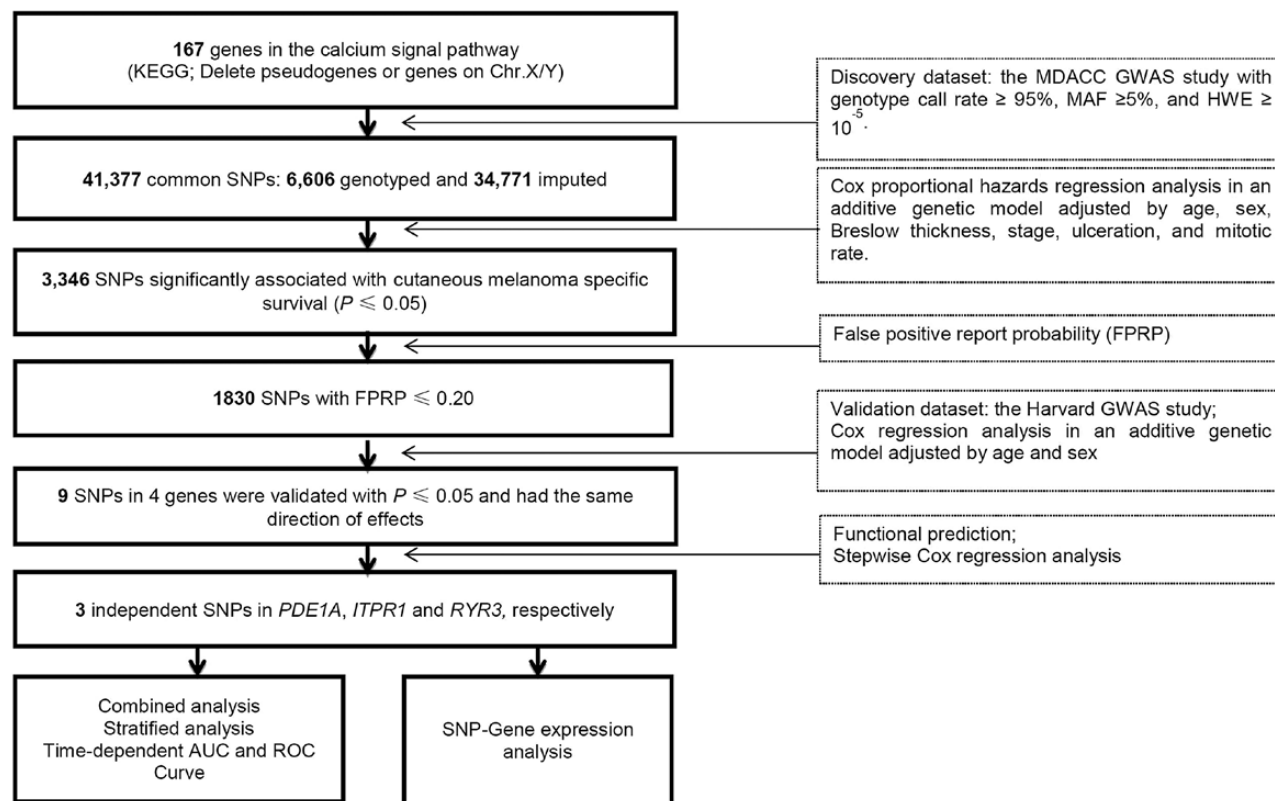 167 genes in the calcium signal pathway
(KEGG; Delete pseudogenes or genes on Chr.X/Y)
Discovery dataset: the MDACC GWAS study with
genotype call rate ≥ 95%, MAF ≥5%, and HWE ≥
10-5.
41,377 common SNPs: 6,606 genotyped and 34,771 imputed
Cox proportional hazards regression analysis in an
additive genetic model adjusted by age, sex,
Breslow thickness, stage, ulceration, and mitotic
rate.
3,346 SNPs significantly associated with cutaneous melanoma specific
survival (P ≤ 0.05)
False positive report probability (FPRP)
1830 SNPs with FPRP ≤ 0.20
Validation dataset: the Harvard GWAS study;
Cox regression analysis in an additive genetic
model adjusted by age and sex
9 SNPs in 4 genes were validated with P ≤ 0.05 and had the same
direction of effects
Functional prediction;
Stepwise Cox regression analysis
3 independent SNPs in PDE1A, ITPR1 and RYR3, respectively
Combined analysis
Stratified analysis
Time-dependent AUC and ROC
Curve
SNP-Gene expression
analysis